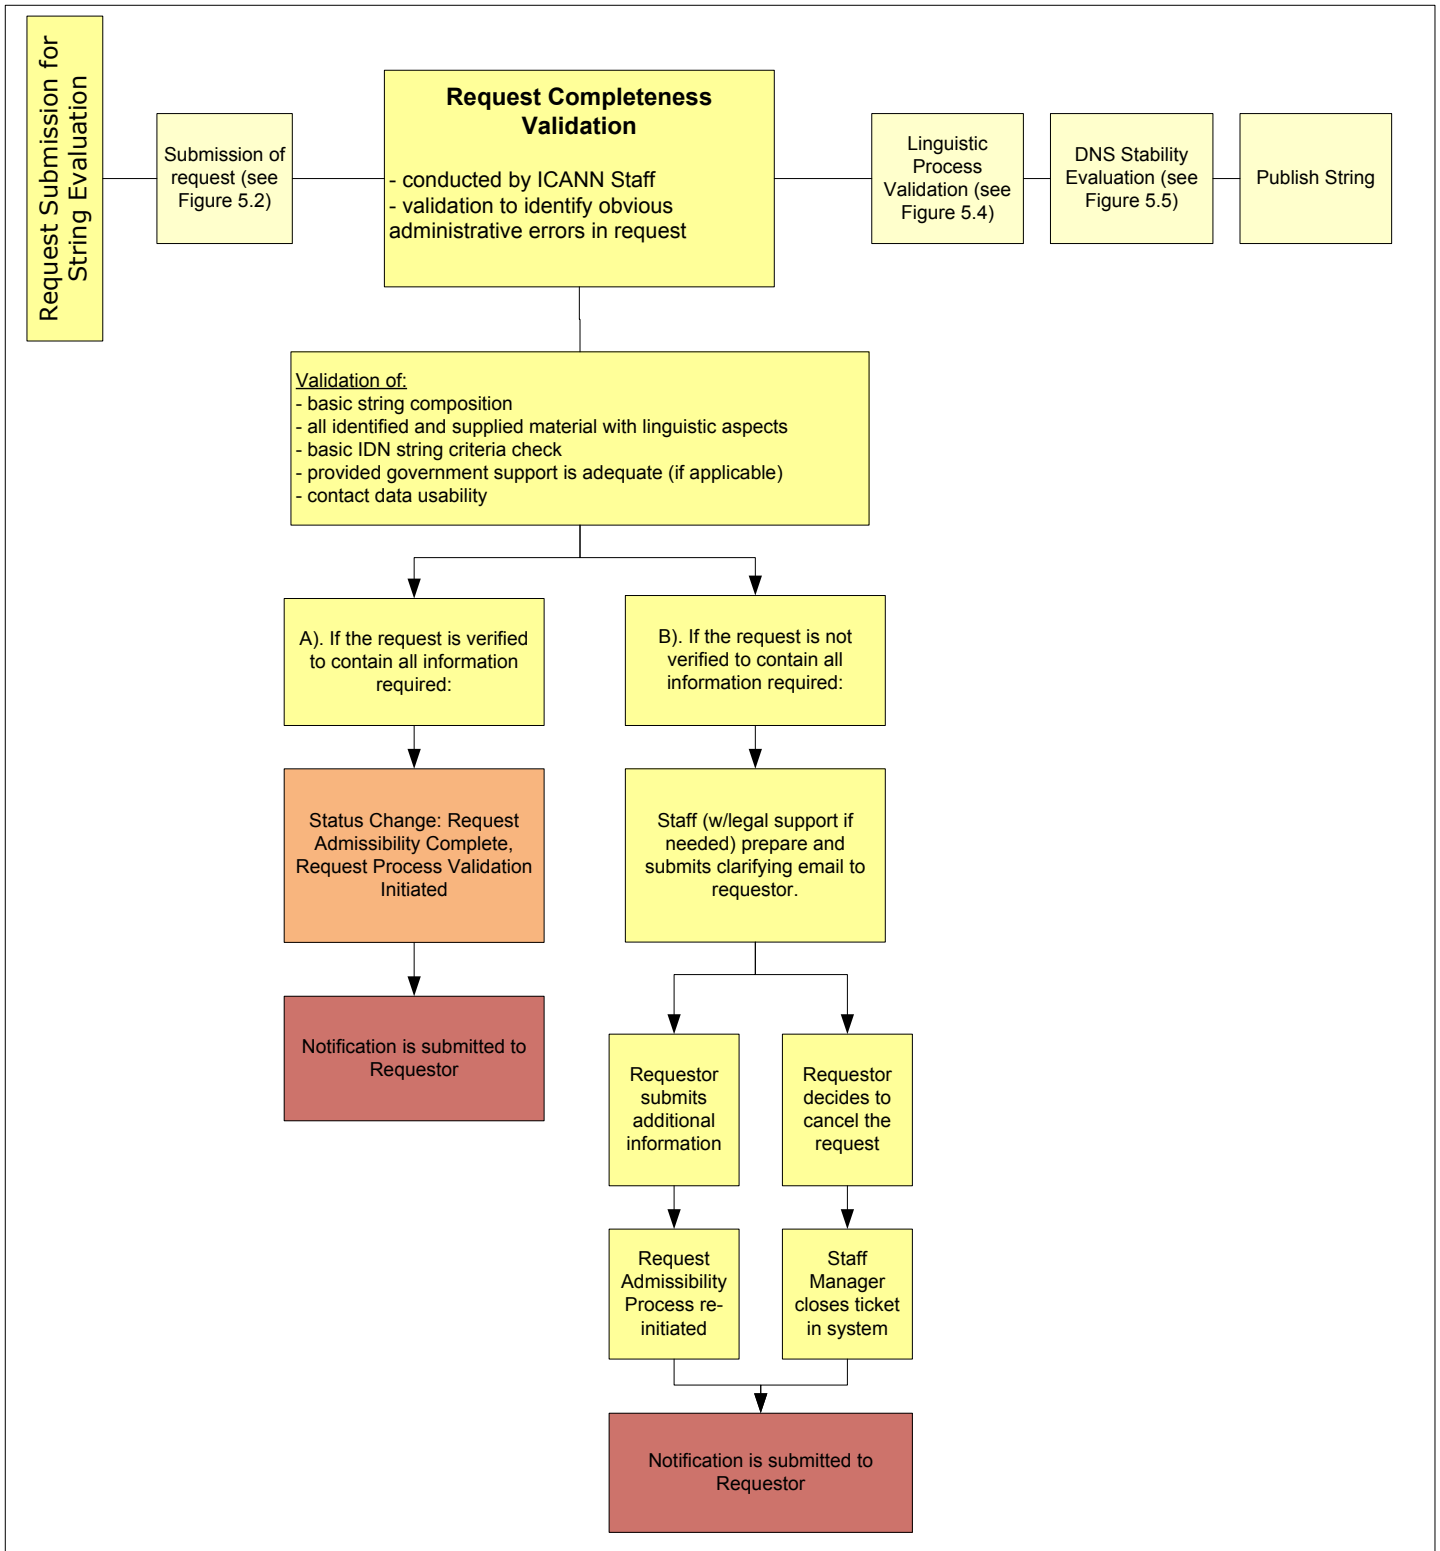 Request Submission for
String Evaluation
Submission of
request (see
Figure 5.2)
Request Completeness
Validation
- conducted by ICANN Staff
- validation to identify obvious
administrative errors in request
Linguistic
Process
Validation (see
Figure 5.4)
DNS Stability
Evaluation (see
Figure 5.5)
Publish String
Validation of:
- basic string composition
- all identified and supplied material with linguistic aspects
- basic IDN string criteria check
- provided government support is adequate (if applicable)
- contact data usability
A). If the request is verified
to contain all information
required:
B). If the request is not
verified to contain all
information required:
Status Change: Request
Admissibility Complete,
Request Process Validation
Initiated
Staff (w/legal support if
needed) prepare and
submits clarifying email to
requestor.
Notification is submitted to
Requestor
Requestor
submits
additional
information
Requestor
decides to
cancel the
request
Request
Admissibility
Process re-
initiated
Staff
Manager
closes ticket
in system
Notification is submitted to
Requestor